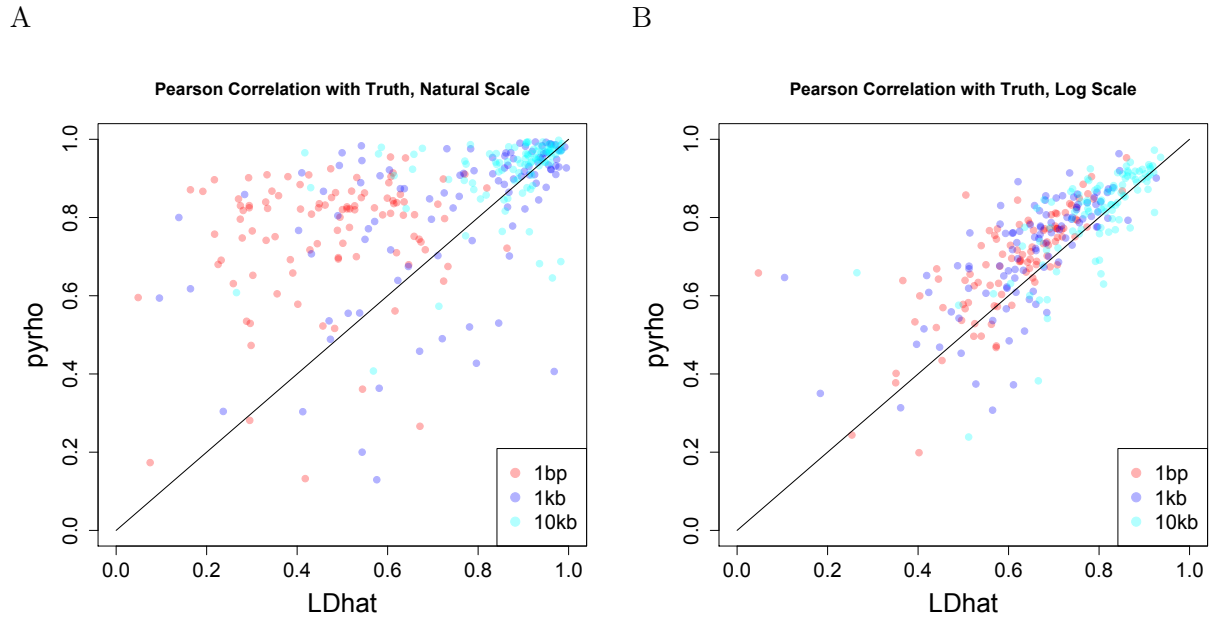 A
Pearson Correlation with Truth, Natural Scale
pyrho
0.0 0.2 0.4 0.6 0.8 1.0
1bp
1kb
10kb
0.0 0.2 0.4 0.6 0.8 1.0
LDhat
B
Pearson Correlation with Truth, Log Scale
pyrho
0.0 0.2 0.4 0.6 0.8 1.0
1bp
1kb
10kb
0.0 0.2 0.4 0.6 0.8 1.0
LDhat